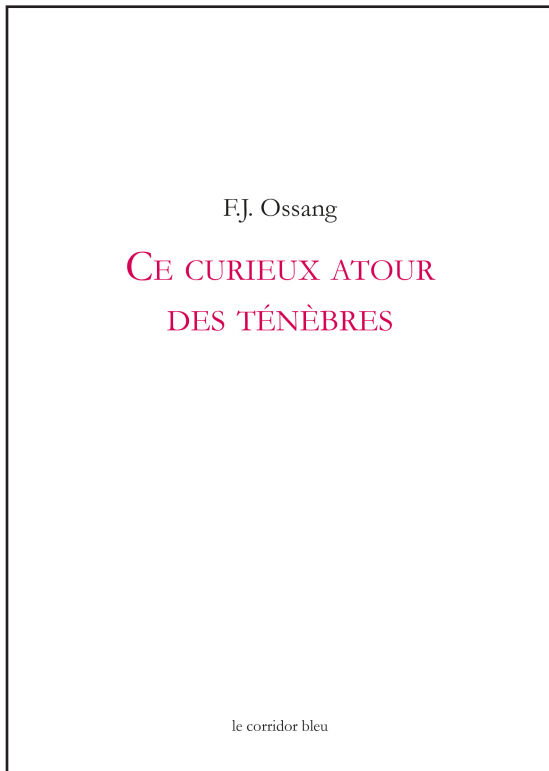 F.J. Ossang
Ce curieux atour
des ténèbres
le corridor bleu